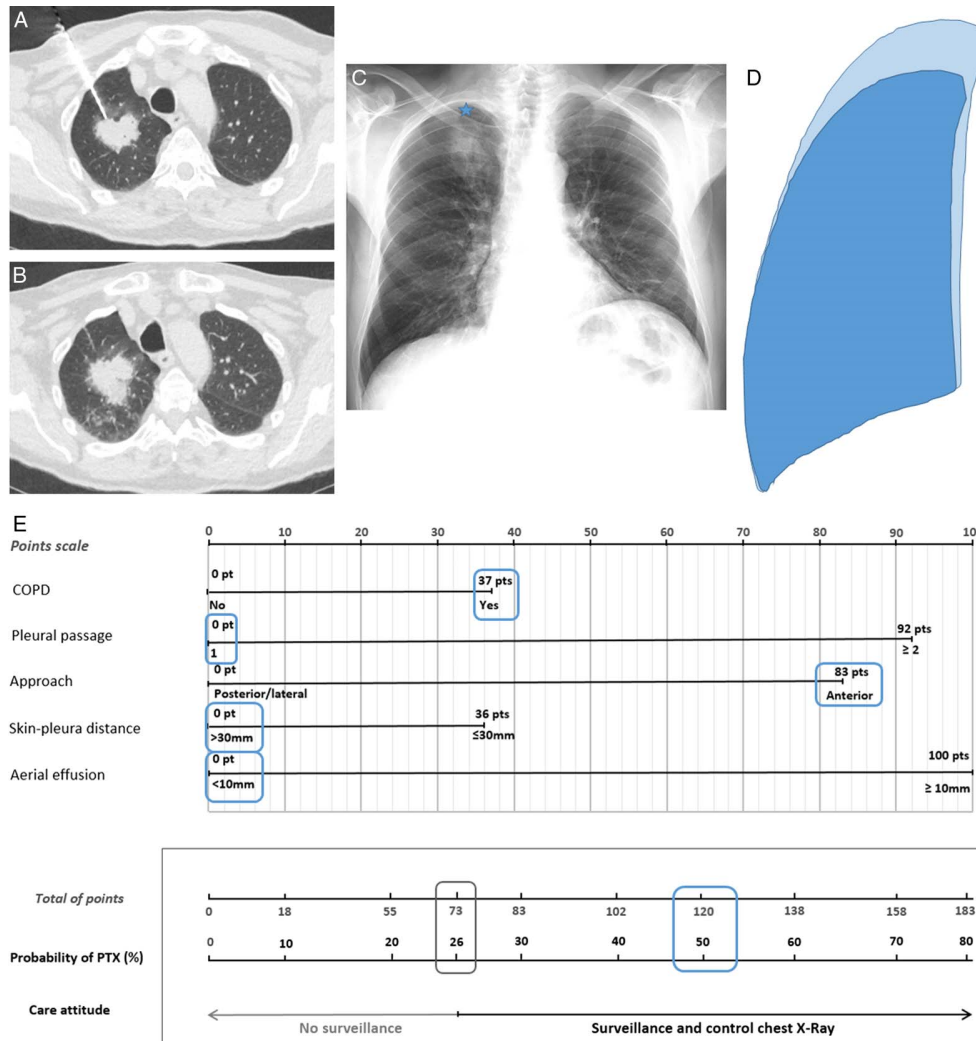 A
B
C
D
E
0 10 20 30 40 50 60 70 80 90 100
Points scale
0 pt 37 pts
COPD
No Yes
0 pt 92 pts
Pleural passage
1 ≥ 2
0 pt 83 pts
Approach
Posterior/lateral Anterior
0 pt 36 pts
Skin-pleura distance
>30mm ≤30mm
0 pt 100 pts
Aerial effusion
<10mm ≥ 10mm
Total of points
0 18 55 73 83 102 120 138 158 183
0 10 20 26 30 40 50 60 70 80
Probability of PTX (%)
Care attitude
No surveillance Surveillance and control chest X-Ray